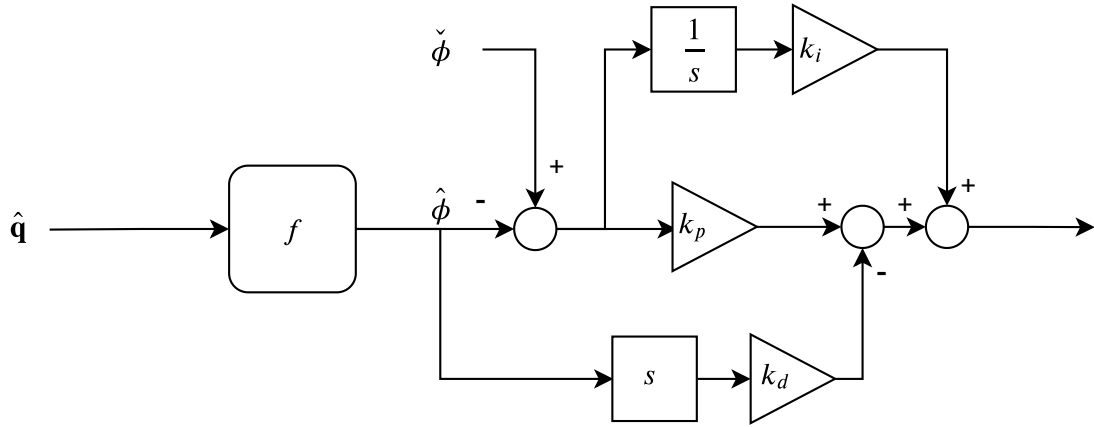 ϕ̌
1
s
k_i
+
+
q̂
f
ϕ̂
-
k_p
+
+
-
s
k_d